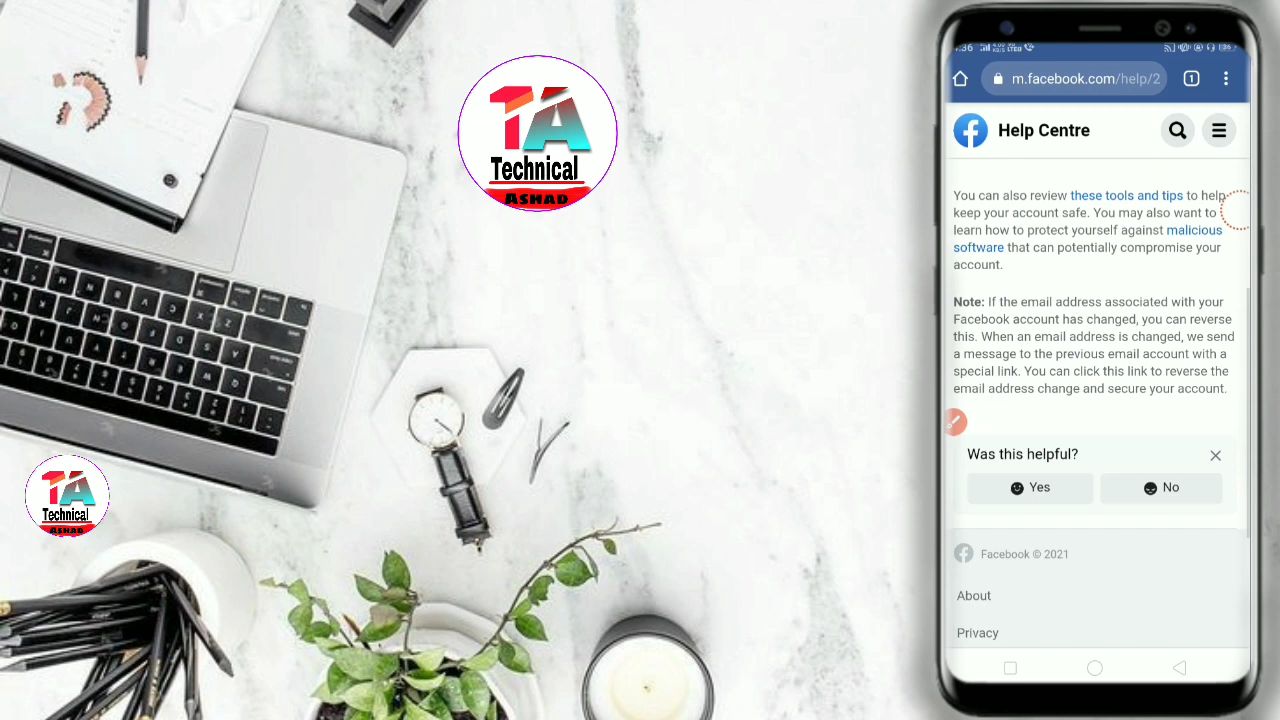 TA
Technical
ASHAD
TA
Technical
ASHAD
m.facebook.com/help/2
1
Help Centre
You can also review these tools and tips to help
keep your account safe. You may also want to
learn how to protect yourself against malicious
software that can potentially compromise your
account.
Note: If the email address associated with your
Facebook account has changed, you can reverse
this. When an email address is changed, we send
a message to the previous email account with a
special link. You can click this link to reverse the
email address change and secure your account.
Was this helpful?
Yes
No
Facebook © 2021
About
Privacy